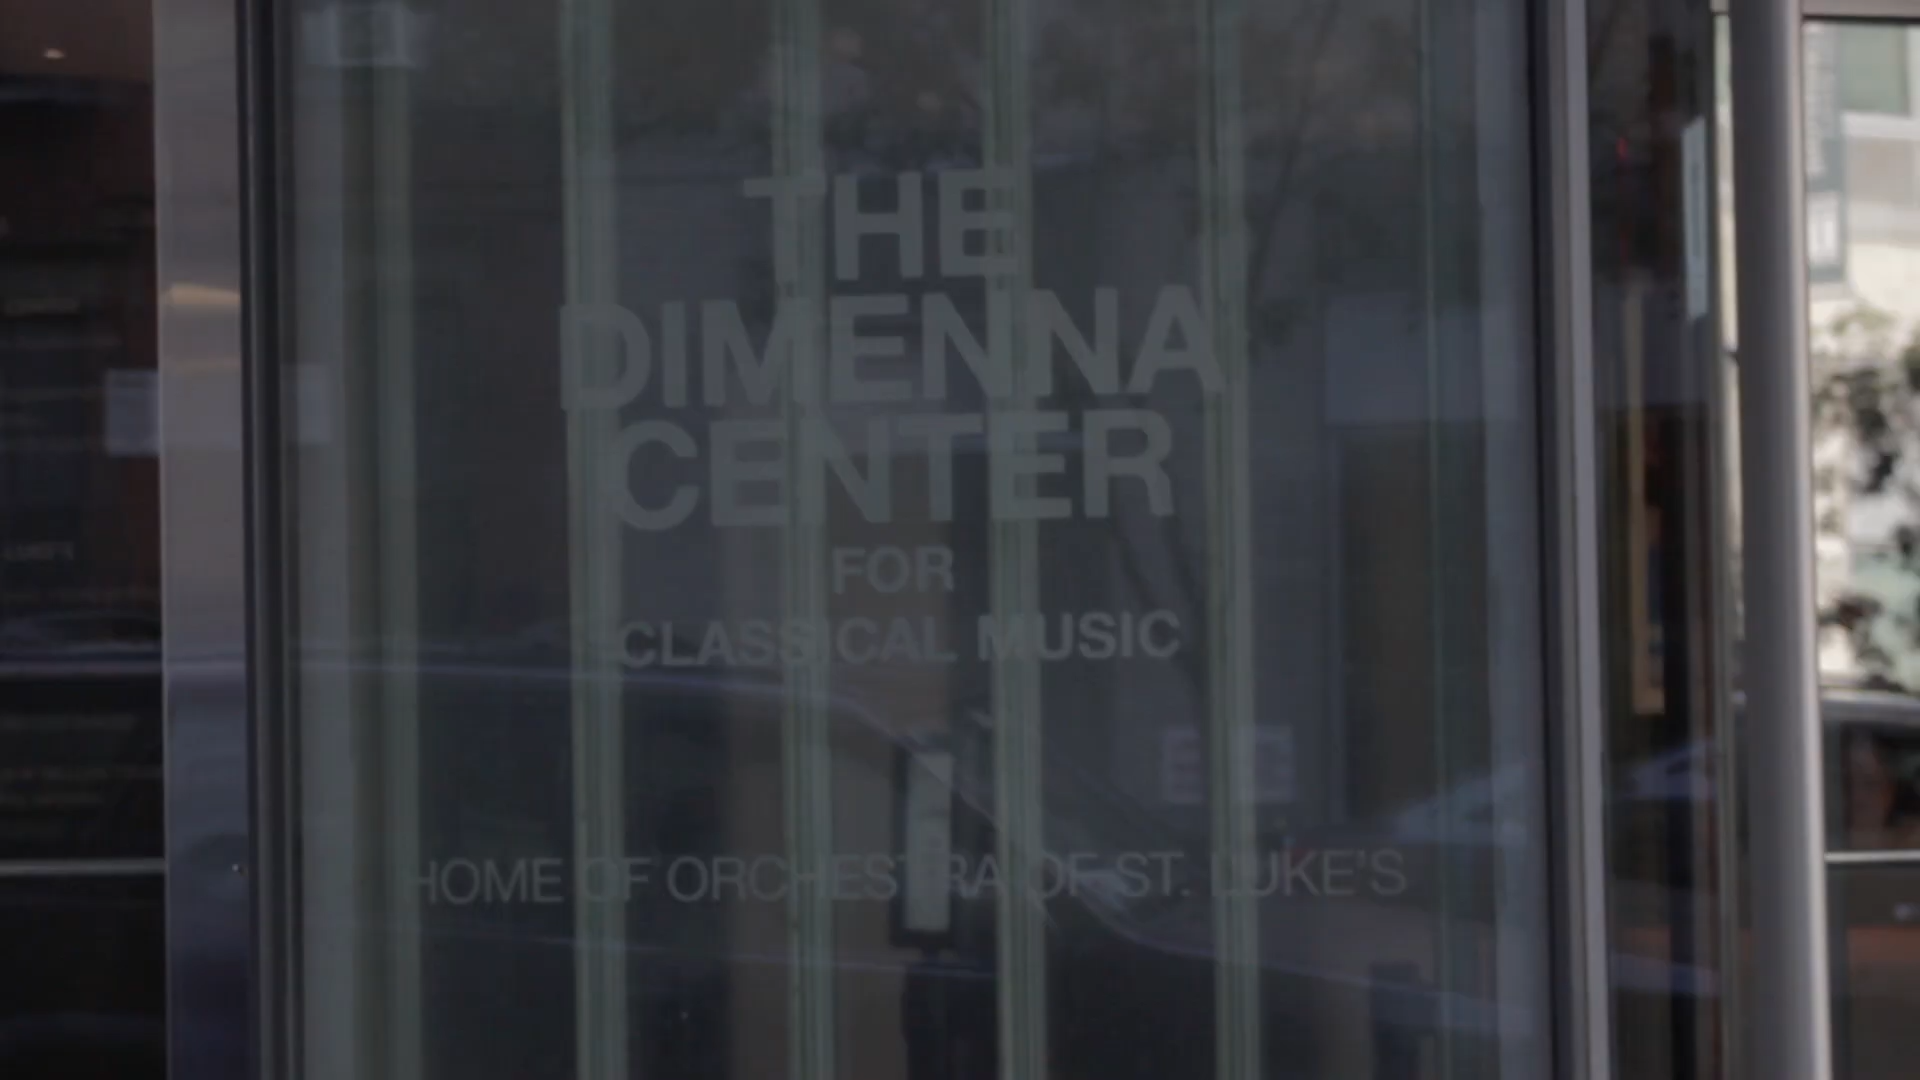 THE
DIMENNA
CENTER
FOR
CLASSICAL MUSIC
HOME OF ORCHESTRA OF ST. LUKE'S